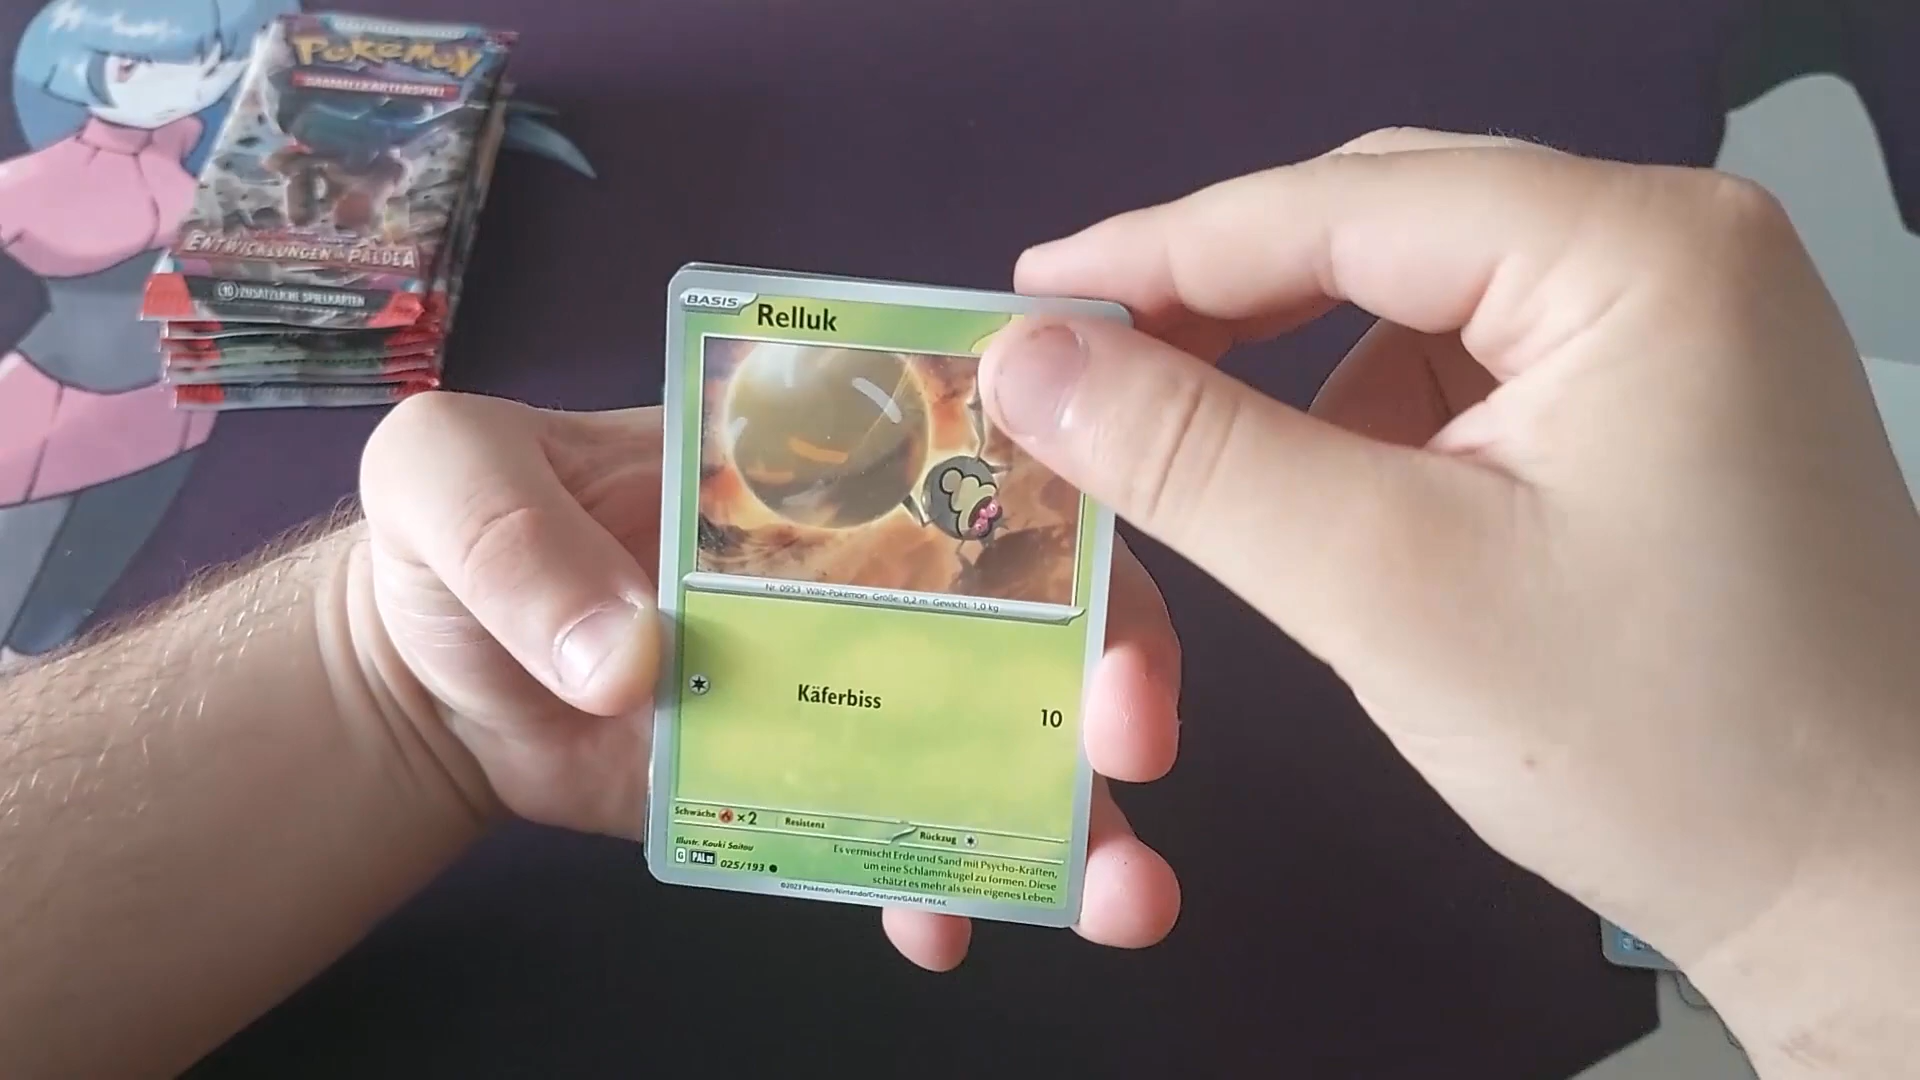 POKÉMON
SAMMELKARTENSPIEL
ENTWICKLUNGEN IN PALDEA
10 ZUSÄTZLICHE SPIELKARTEN
BASIS
Relluk
Nr. 0953 Wälz-Pokémon Größe: 0,2 m Gewicht: 1,0 kg
Käferbiss
10
Schwäche ×2 Resistenz Rückzug
Illustr. Kouki Saitou
G PAL DE 025/193
Es vermischt Erde und Sand mit Psycho-Kräften,
um eine Schlammkugel zu formen. Diese
schätzt es mehr als sein eigenes Leben.
©2023 Pokémon/Nintendo/Creatures/GAME FREAK